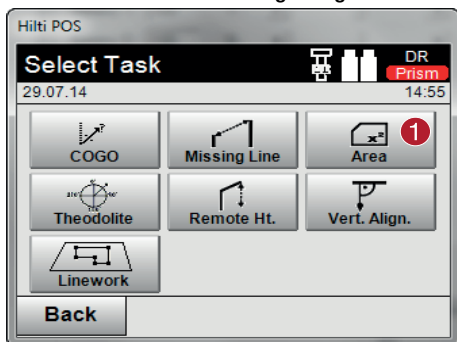 Hilti POS
Select Task
DR
Prism
29.07.14
14:55
COGO
Missing Line
x²
Area
1
Theodolite
Remote Ht.
Vert. Align.
Linework
Back